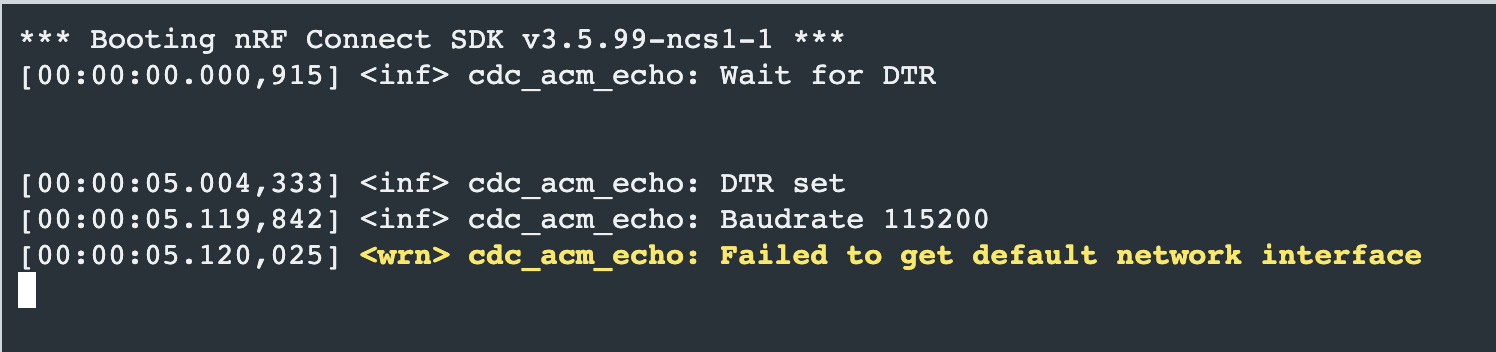 *** Booting nRF Connect SDK v3.5.99-ncs1-1 ***
[00:00:00.000,915] <inf> cdc_acm_echo: Wait for DTR
[00:00:05.004,333] <inf> cdc_acm_echo: DTR set
[00:00:05.119,842] <inf> cdc_acm_echo: Baudrate 115200
[00:00:05.120,025] <wrn> cdc_acm_echo: Failed to get default network interface